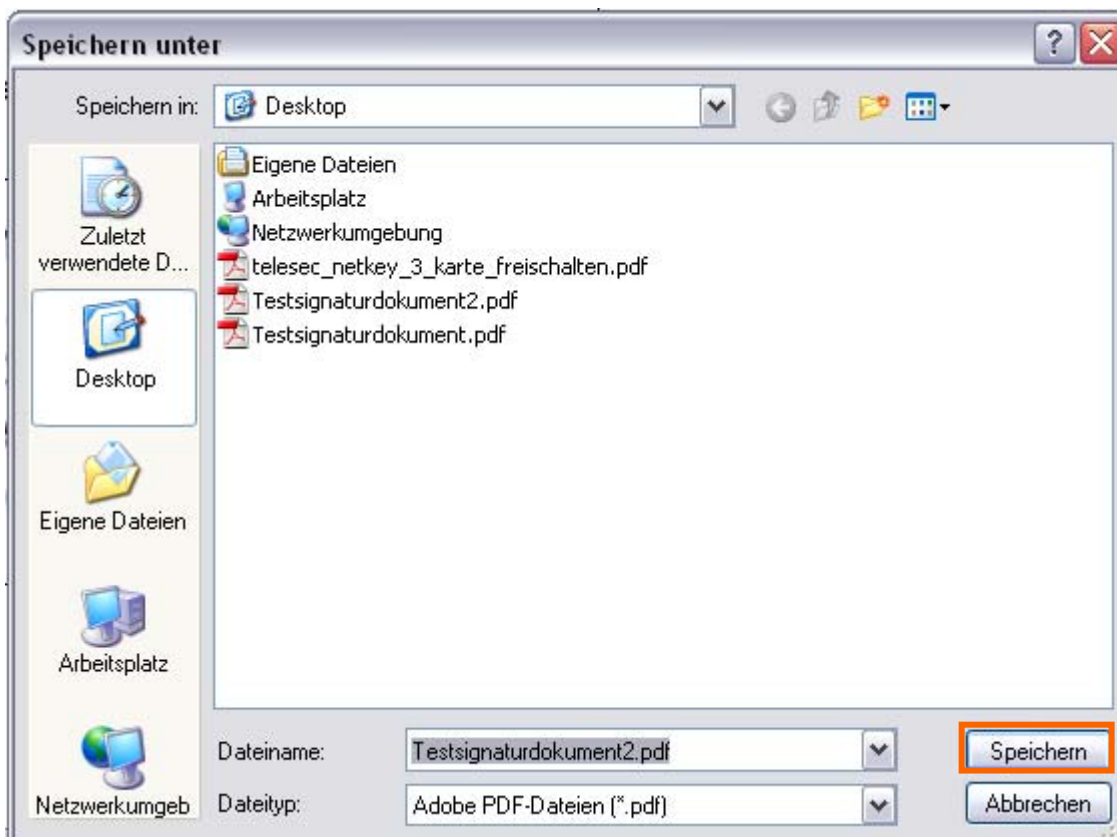 Speichern unter
Speichern in:
Desktop
Zuletzt
verwendete D...
Desktop
Eigene Dateien
Arbeitsplatz
Netzwerkumgeb
Eigene Dateien
Arbeitsplatz
Netzwerkumgebung
telesec_netkey_3_karte_freischalten.pdf
Testsignaturdokument2.pdf
Testsignaturdokument.pdf
Dateiname:
Testsignaturdokument2.pdf
Speichern
Dateityp:
Adobe PDF-Dateien (*.pdf)
Abbrechen